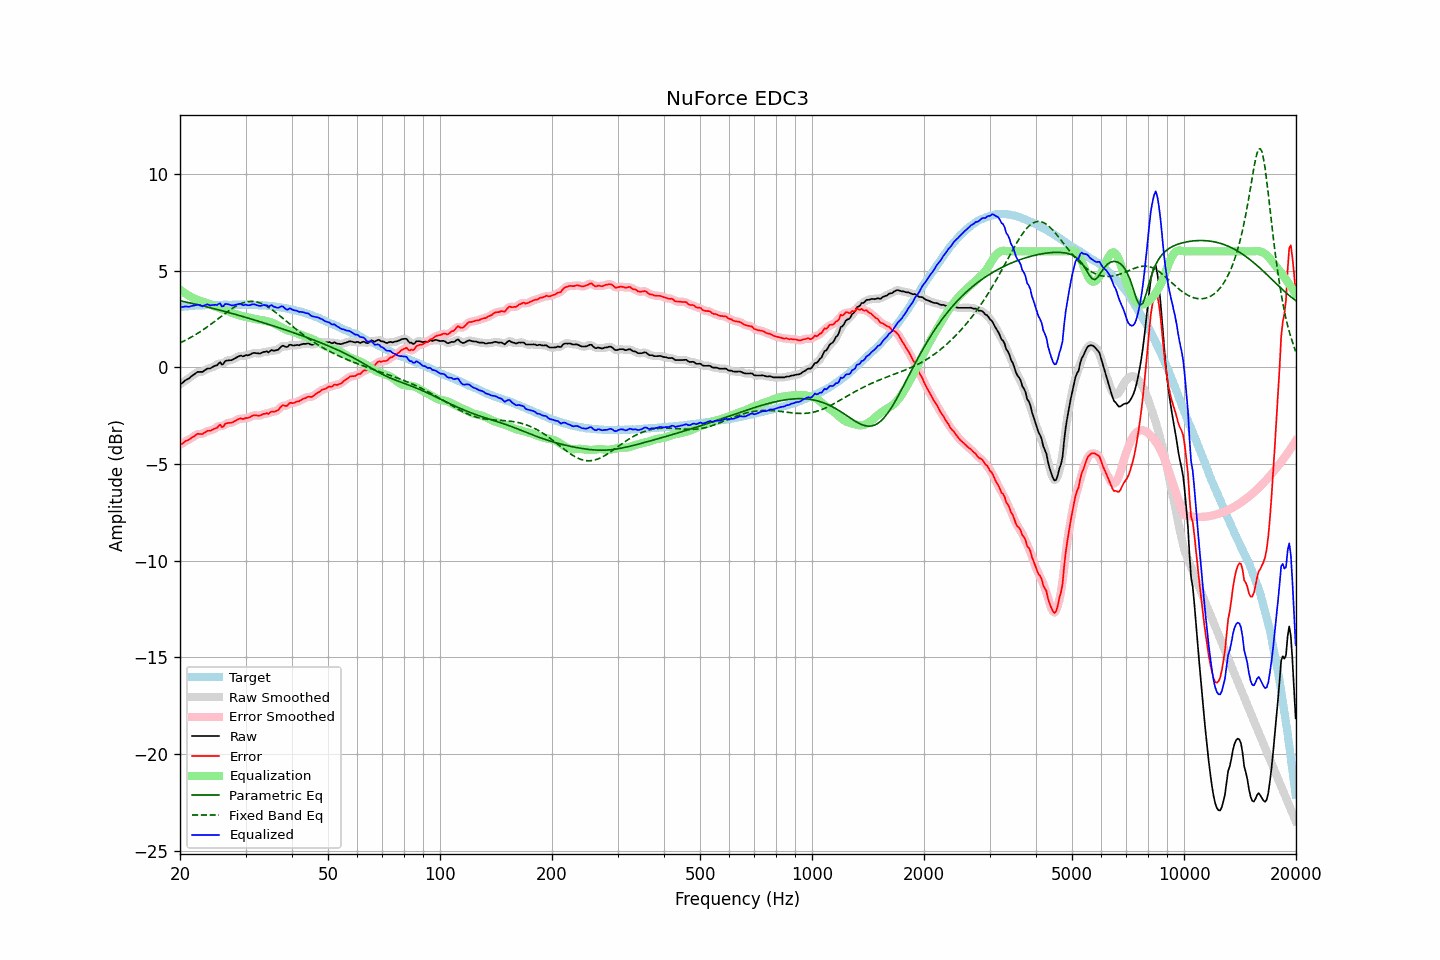 NuForce EDC3
Amplitude (dBr)
10
5
0
−5
−10
−15
−20
−25
Target
Raw Smoothed
Error Smoothed
Raw
Error
Equalization
Parametric Eq
Fixed Band Eq
Equalized
20 50 100 200 500 1000 2000 5000 10000 20000
Frequency (Hz)